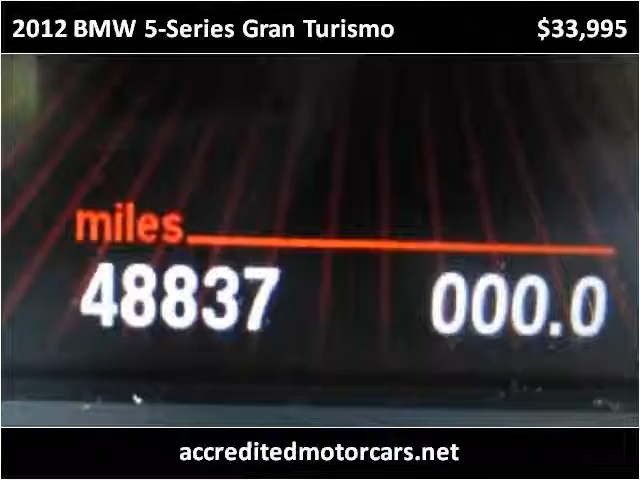 2012 BMW 5-Series Gran Turismo $33,995
miles
48837 000.0
accreditedmotorcars.net